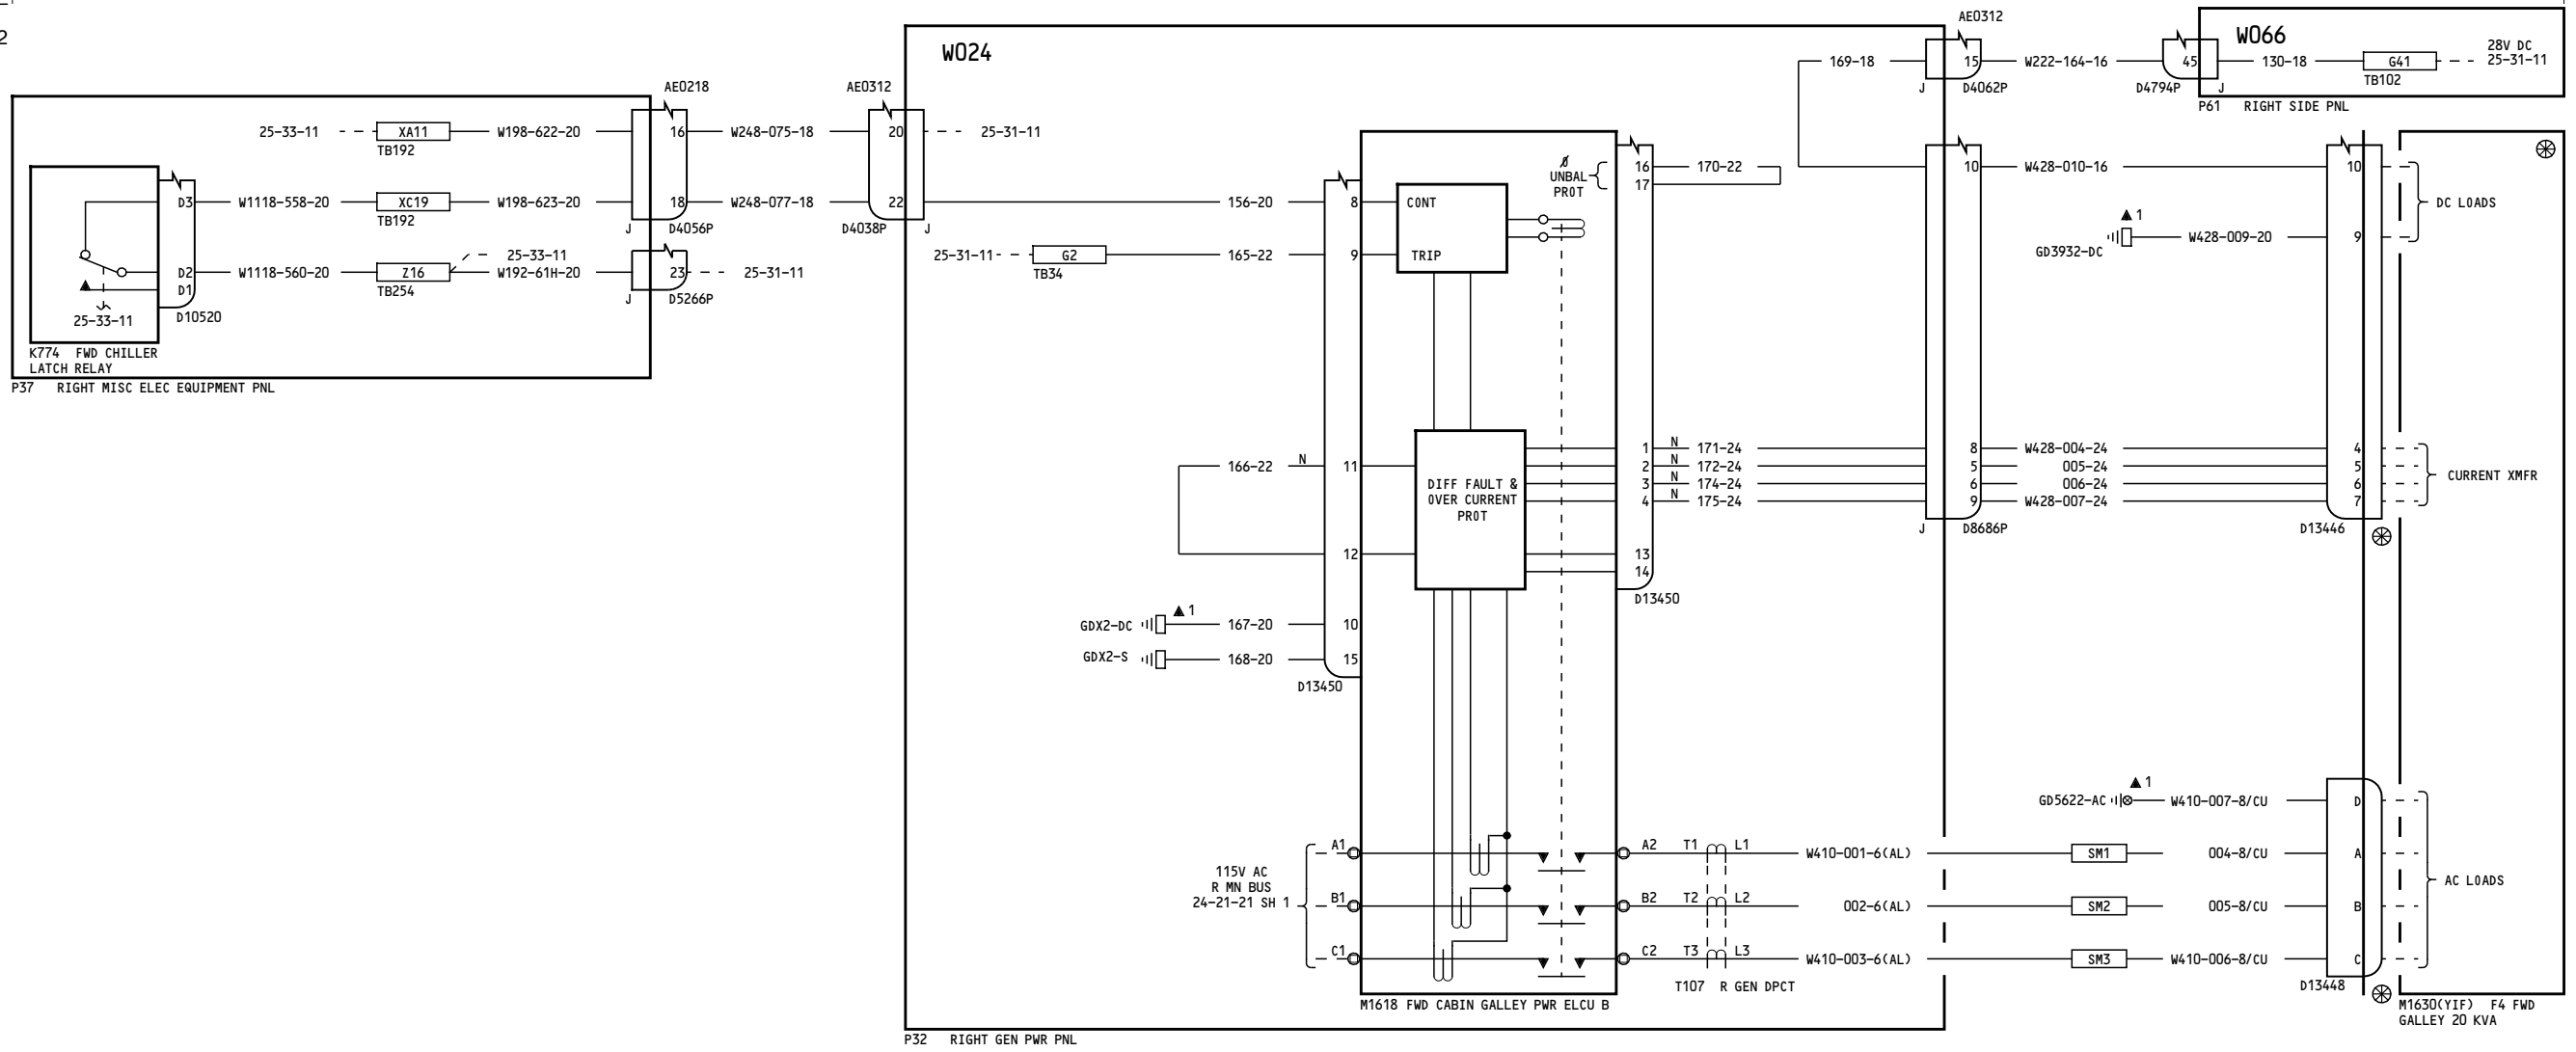 2
W024
AE0312
W066
28V DC
25-31-11
169-18
15
W222-164-16
45
130-18
G41
TB102
J
D4062P
D4794P
J
P61 RIGHT SIDE PNL
AE0218
AE0312
25-33-11
XA11
TB192
W198-622-20
16
W248-075-18
20
25-31-11
D3
W1118-558-20
XC19
TB192
W198-623-20
18
W248-077-18
22
J
D4056P
D4038P
J
25-33-11
D2
W1118-560-20
Z16
TB254
W192-61H-20
23
25-31-11
D1
J
D5266P
25-33-11
D10520
K774 FWD CHILLER
LATCH RELAY
P37 RIGHT MISC ELEC EQUIPMENT PNL
156-20
8
CONT
25-31-11
G2
TB34
165-22
9
TRIP
Ø
UNBAL
PROT
16
170-22
17
10
W428-010-16
10
DC LOADS
1
GD3932-DC
W428-009-20
9
166-22
N
11
12
DIFF FAULT &
OVER CURRENT
PROT
1
N
171-24
8
W428-004-24
4
2
N
172-24
5
005-24
5
3
N
174-24
6
006-24
6
4
N
175-24
9
W428-007-24
7
CURRENT XMFR
J
D8686P
D13446
13
14
D13450
1
GDX2-DC
167-20
10
GDX2-S
168-20
15
D13450
1
GD5622-AC
W410-007-8/CU
D
115V AC
R MN BUS
24-21-21 SH 1
A1
A2
T1
L1
W410-001-6(AL)
SM1
004-8/CU
A
B1
B2
T2
L2
002-6(AL)
SM2
005-8/CU
B
AC LOADS
C1
C2
T3
L3
W410-003-6(AL)
SM3
W410-006-8/CU
C
T107 R GEN DPCT
D13448
M1618 FWD CABIN GALLEY PWR ELCU B
M1630(YIF) F4 FWD
GALLEY 20 KVA
P32 RIGHT GEN PWR PNL